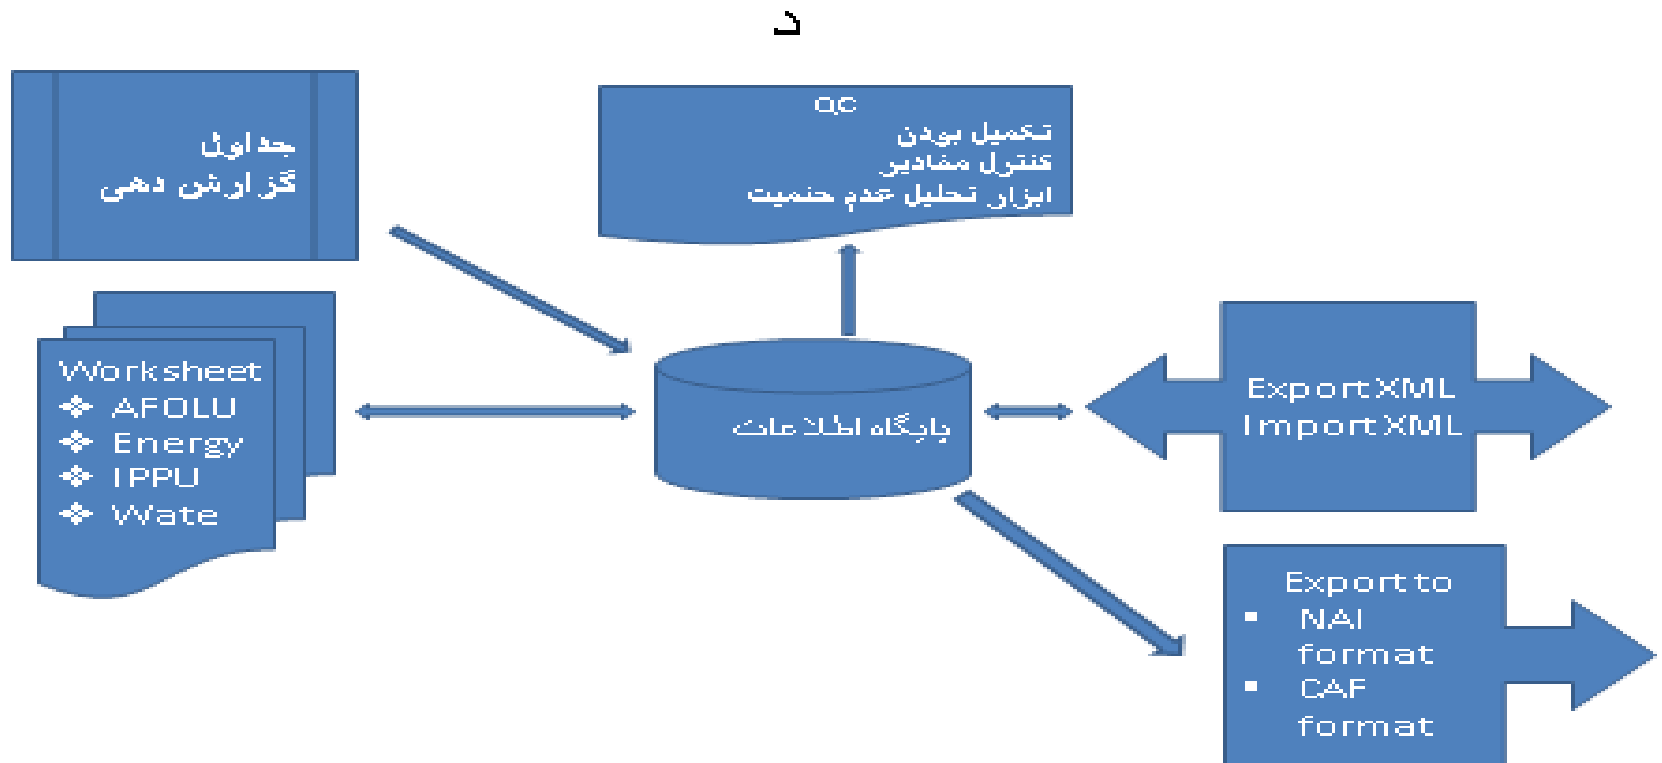 د
جداول
گزارش دهی
QC
تکمیل بودن
کنترل مقادیر
ابزار تحلیل عدم حتمیت
Worksheet
❖ AFOLU
❖ Energy
❖ IPPU
❖ Wate
پایگاه اطلاعات
Export XML
Import XML
Export to
▪ NAI
format
▪ CAF
format